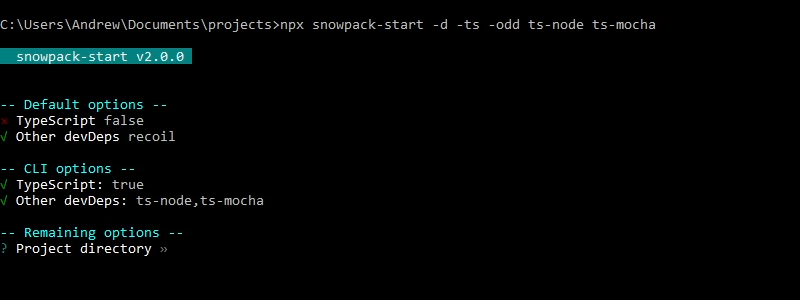 C:\Users\Andrew\Documents\projects>npx snowpack-start -d -ts -odd ts-node ts-mocha
snowpack-start v2.0.0
-- Default options --
× TypeScript false
√ Other devDeps recoil
-- CLI options --
√ TypeScript: true
√ Other devDeps: ts-node,ts-mocha
-- Remaining options --
? Project directory »